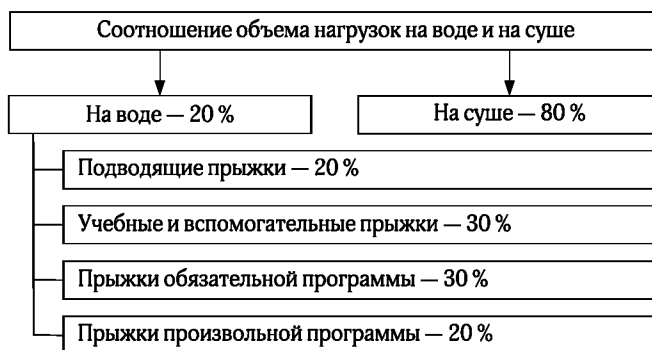 Соотношение объема нагрузок на воде и на суше
На воде — 20 %
На суше — 80 %
Подводящие прыжки — 20 %
Учебные и вспомогательные прыжки — 30 %
Прыжки обязательной программы — 30 %
Прыжки произвольной программы — 20 %